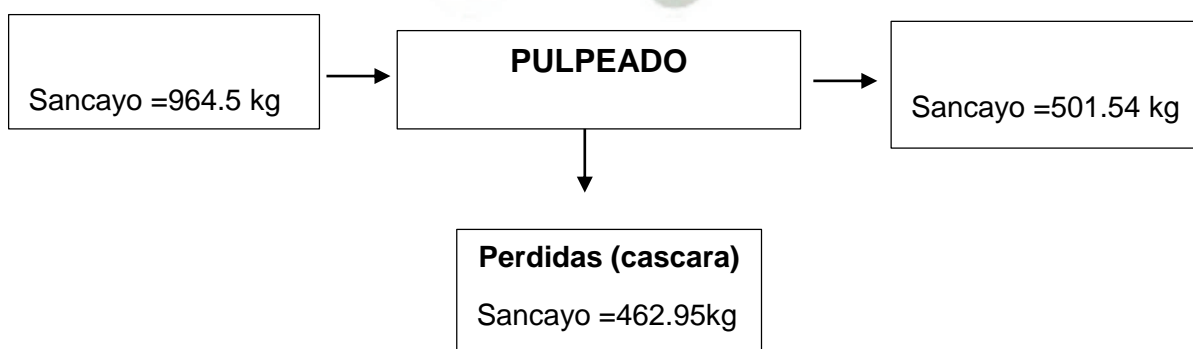 PULPEADO
Sancayo =964.5 kg
Sancayo =501.54 kg
Perdidas (cascara)
Sancayo =462.95kg